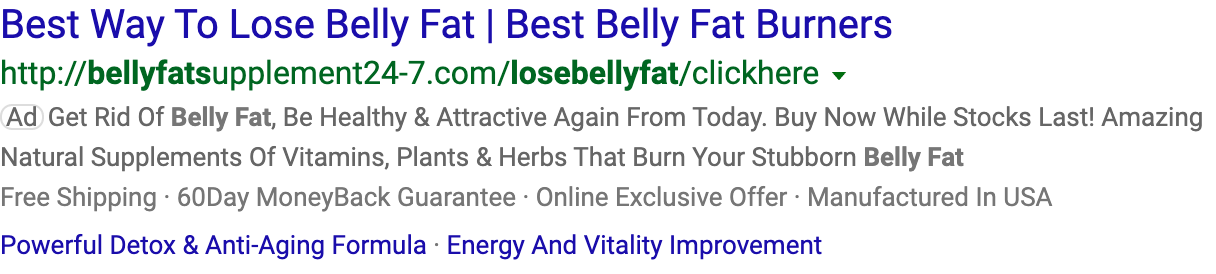 Best Way To Lose Belly Fat | Best Belly Fat Burners
http://bellyfatsupplement24-7.com/losebellyfat/clickhere
Ad Get Rid Of Belly Fat, Be Healthy & Attractive Again From Today. Buy Now While Stocks Last! Amazing
Natural Supplements Of Vitamins, Plants & Herbs That Burn Your Stubborn Belly Fat
Free Shipping · 60Day MoneyBack Guarantee · Online Exclusive Offer · Manufactured In USA
Powerful Detox & Anti-Aging Formula · Energy And Vitality Improvement